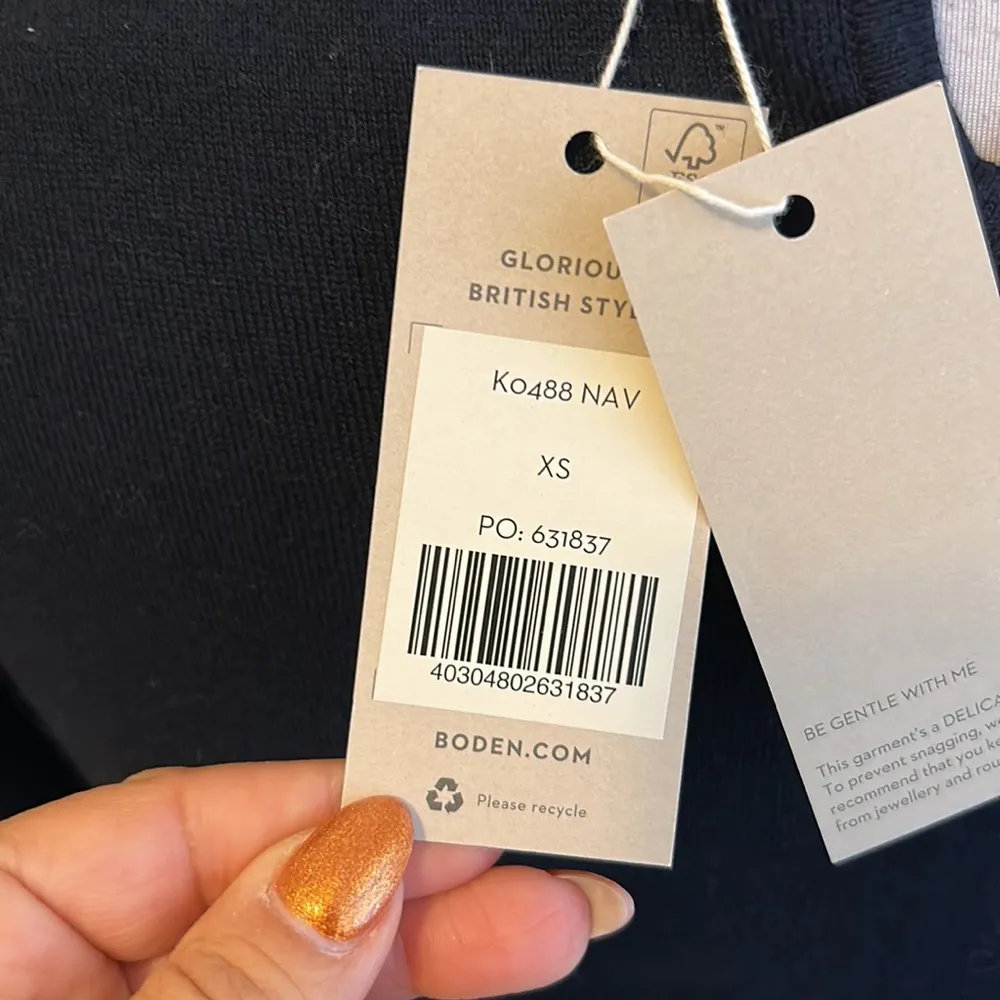 GLORIOU
BRITISH STYL
K0488 NAV
XS
PO: 631837
40304802631837
BODEN.COM
Please recycle
BE GENTLE WITH ME
This garment's a DELICA
To prevent snagging, w
recommend that you ke
from jewellery and rou